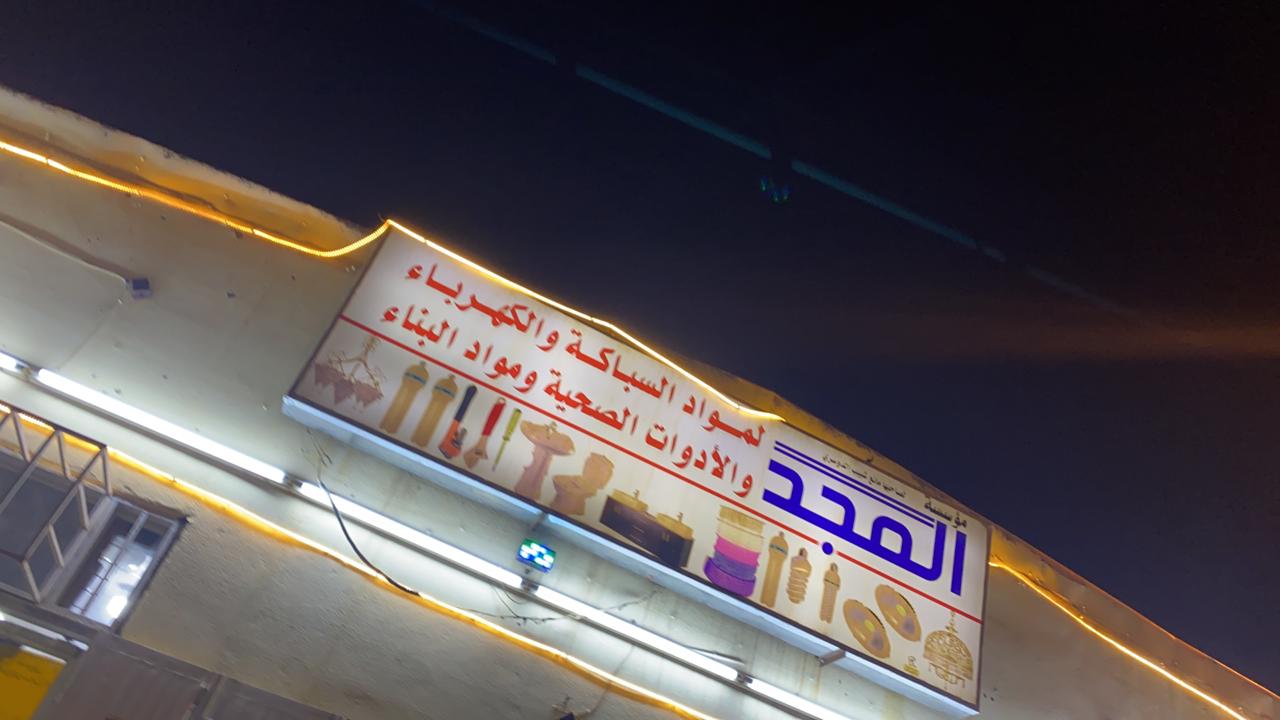 مؤسسة
المجد
لمواد السباكة والكهرباء
والأدوات الصحية ومواد البناء